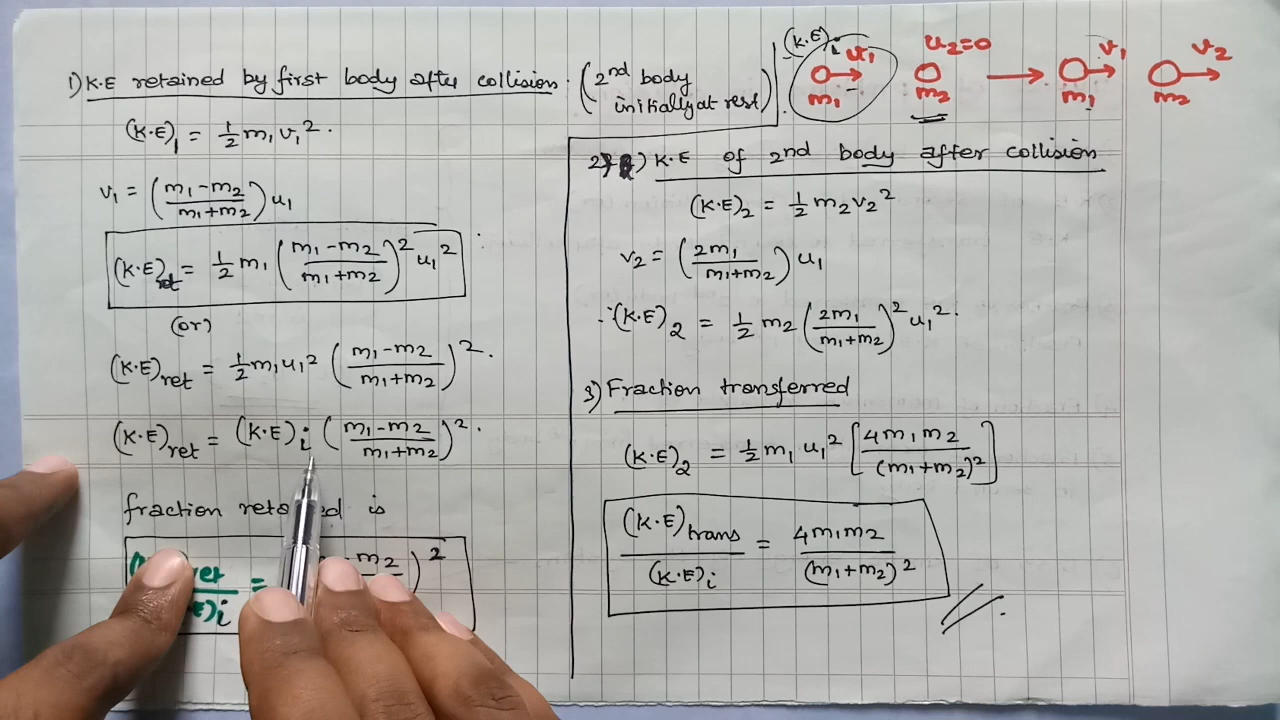 1) K.E retained by first body after collision. (2nd body initially at rest)
(K.E)₁ = ½ m₁ v₁².
v₁ = ((m₁ - m₂)/(m₁ + m₂)) u₁
(K.E)ret = ½ m₁ ((m₁ - m₂)/(m₁ + m₂))² u₁²
(or)
(K.E)ret = ½ m₁ u₁² ((m₁ - m₂)/(m₁ + m₂))².
(K.E)ret = (K.E)i ((m₁ - m₂)/(m₁ + m₂))².
fraction is
ret/i = m₂)²
(K.E)i
u₂=0
v₁
v₂
m₁
m₂
m₁
m₂
2) K.E of 2nd body after collision
(K.E)₂ = ½ m₂ v₂²
v₂ = (2m₁/(m₁ + m₂)) u₁
∴ (K.E)₂ = ½ m₂ (2m₁/(m₁ + m₂))² u₁².
3) Fraction transferred
(K.E)₂ = ½ m₁ u₁² [4m₁m₂/(m₁ + m₂)²]
(K.E)trans/(K.E)i = 4m₁m₂/(m₁ + m₂)²